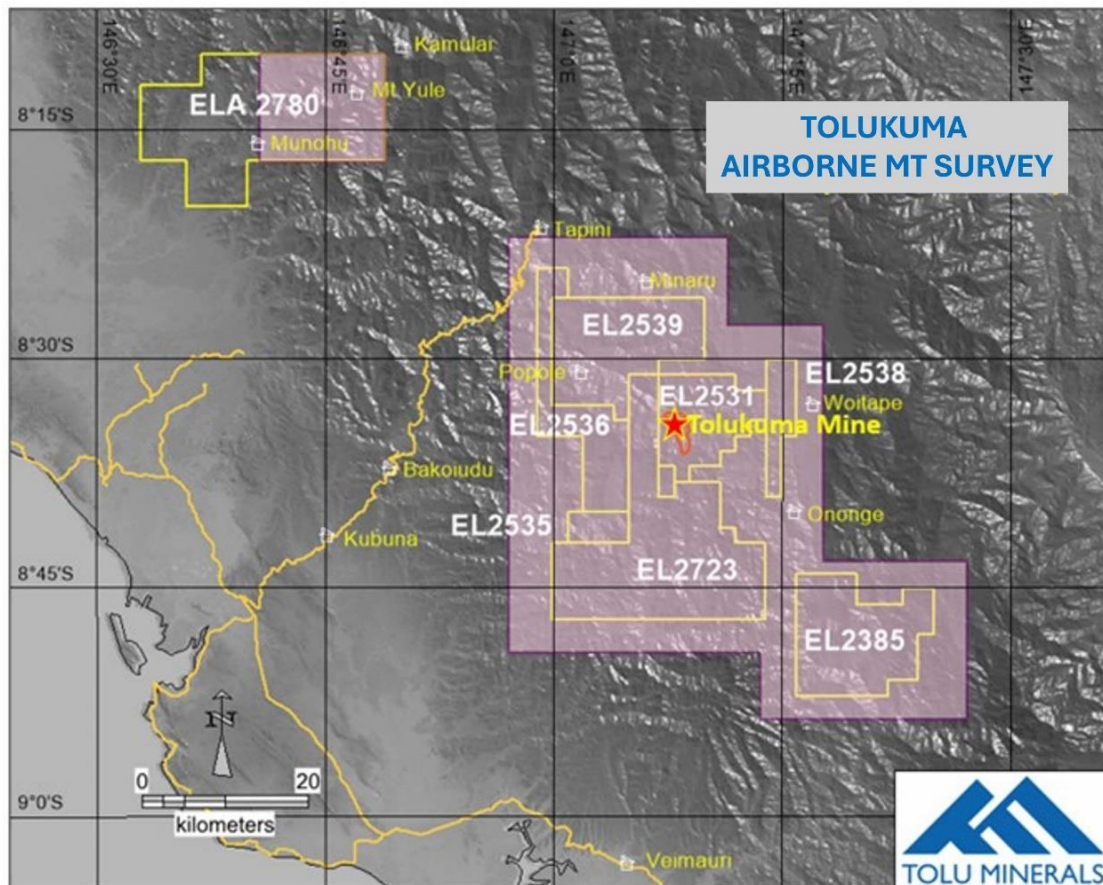 146°30'E
146°45'E
147°0'E
147°15'E
147°30'E
Kamular
Mt Yule
ELA 2780
8°15'S
Munohu
TOLUKUMA
AIRBORNE MT SURVEY
Tapini
Minaru
EL2539
8°30'S
Popole
EL2538
EL2531
Woitape
EL2536
Tolukuma Mine
Bakoiudu
EL2535
Ononge
Kubuna
EL2723
8°45'S
EL2385
N
0 20
kilometers
9°0'S
Veimauri
TOLU MINERALS